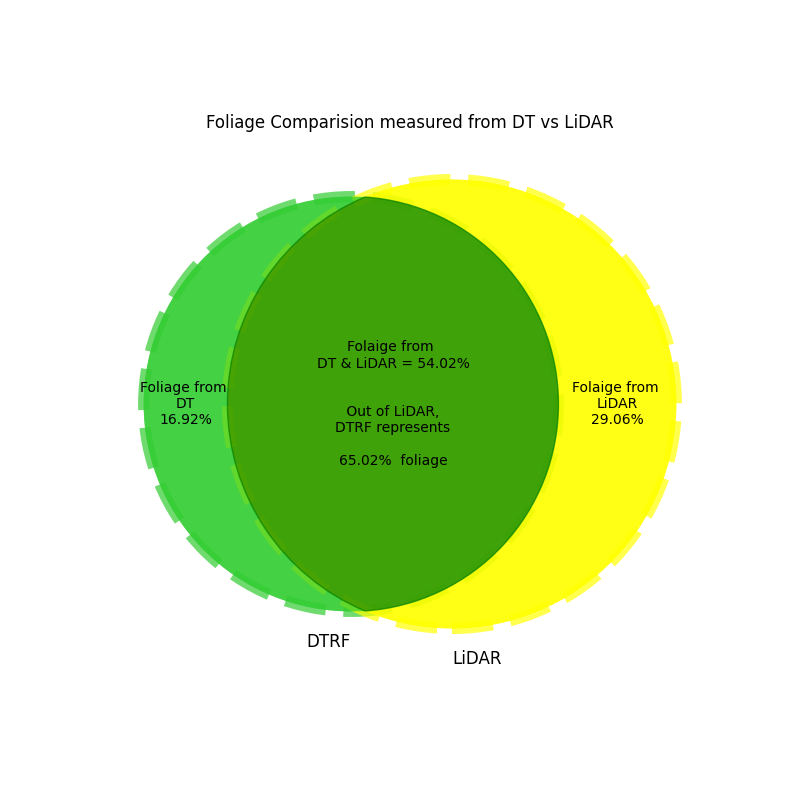 Foliage Comparision measured from DT vs LiDAR
Folaige from
DT & LiDAR = 54.02%
Foliage from
DT
16.92%
Out of LiDAR,
DTRF represents
65.02% foliage
Folaige from
LiDAR
29.06%
DTRF
LiDAR